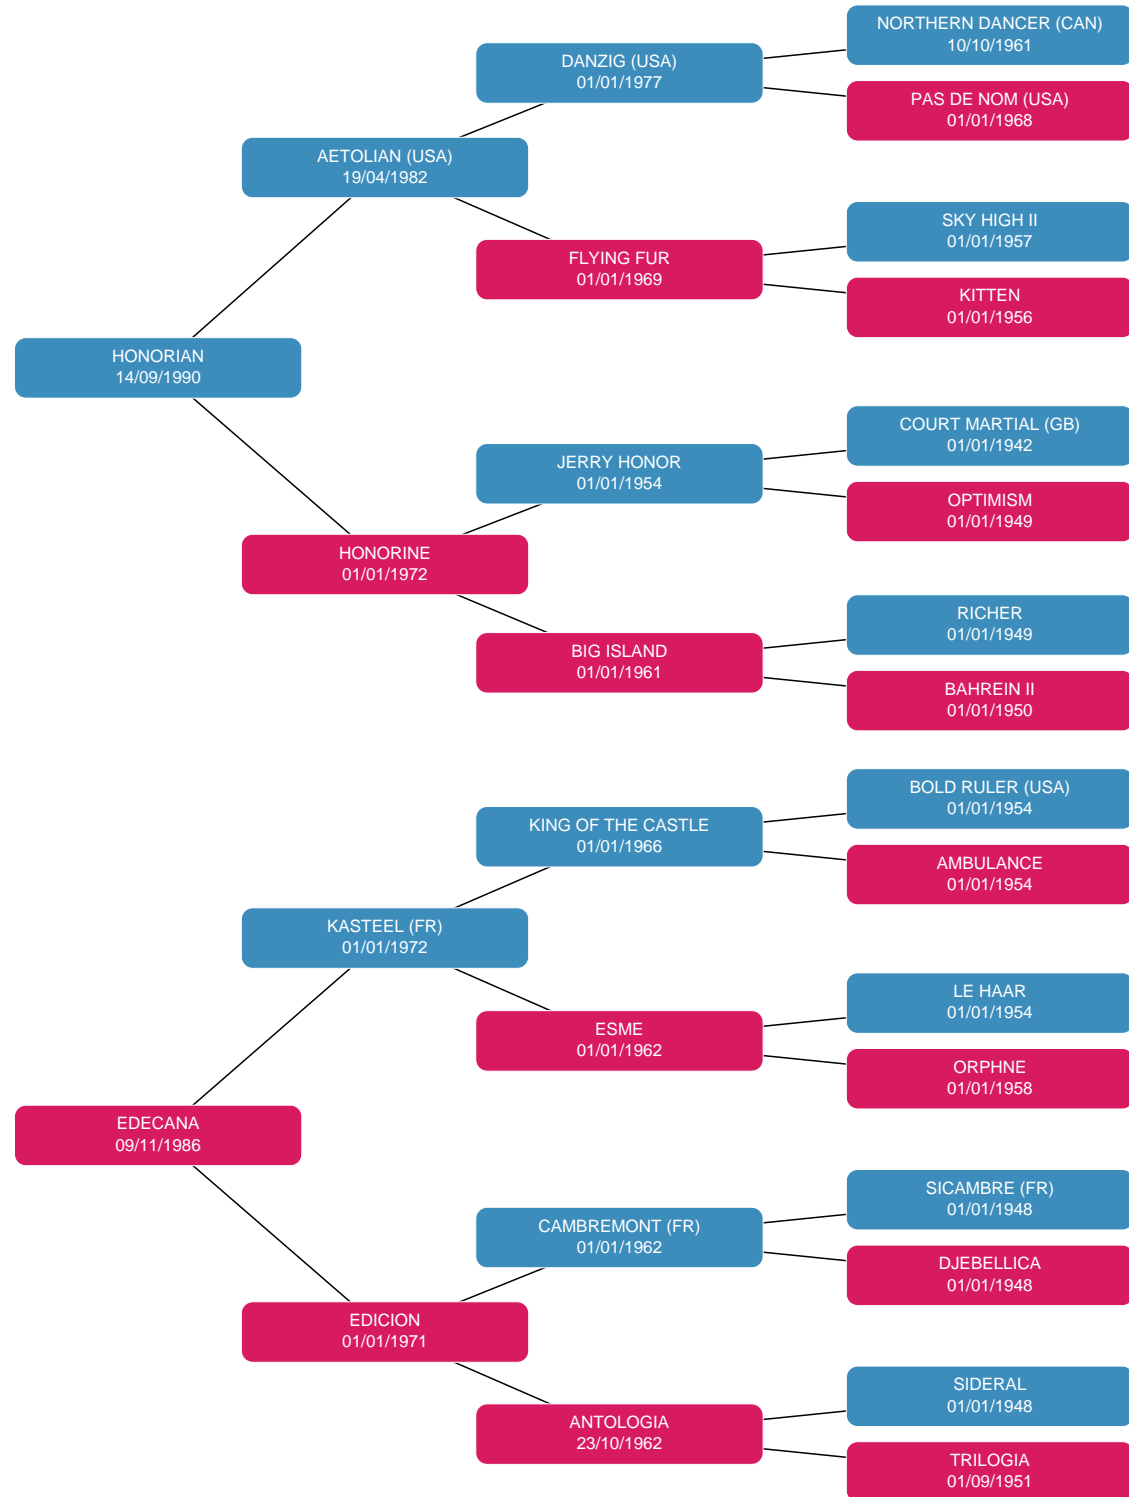 NORTHERN DANCER (CAN)
10/10/1961
DANZIG (USA)
01/01/1977
PAS DE NOM (USA)
01/01/1968
AETOLIAN (USA)
19/04/1982
SKY HIGH II
01/01/1957
FLYING FUR
01/01/1969
KITTEN
01/01/1956
HONORIAN
14/09/1990
COURT MARTIAL (GB)
01/01/1942
JERRY HONOR
01/01/1954
OPTIMISM
01/01/1949
HONORINE
01/01/1972
RICHER
01/01/1949
BIG ISLAND
01/01/1961
BAHREIN II
01/01/1950
BOLD RULER (USA)
01/01/1954
KING OF THE CASTLE
01/01/1966
AMBULANCE
01/01/1954
KASTEEL (FR)
01/01/1972
LE HAAR
01/01/1954
ESME
01/01/1962
ORPHNE
01/01/1958
EDECANA
09/11/1986
SICAMBRE (FR)
01/01/1948
CAMBREMONT (FR)
01/01/1962
DJEBELLICA
01/01/1948
EDICION
01/01/1971
SIDERAL
01/01/1948
ANTOLOGIA
23/10/1962
TRILOGIA
01/09/1951